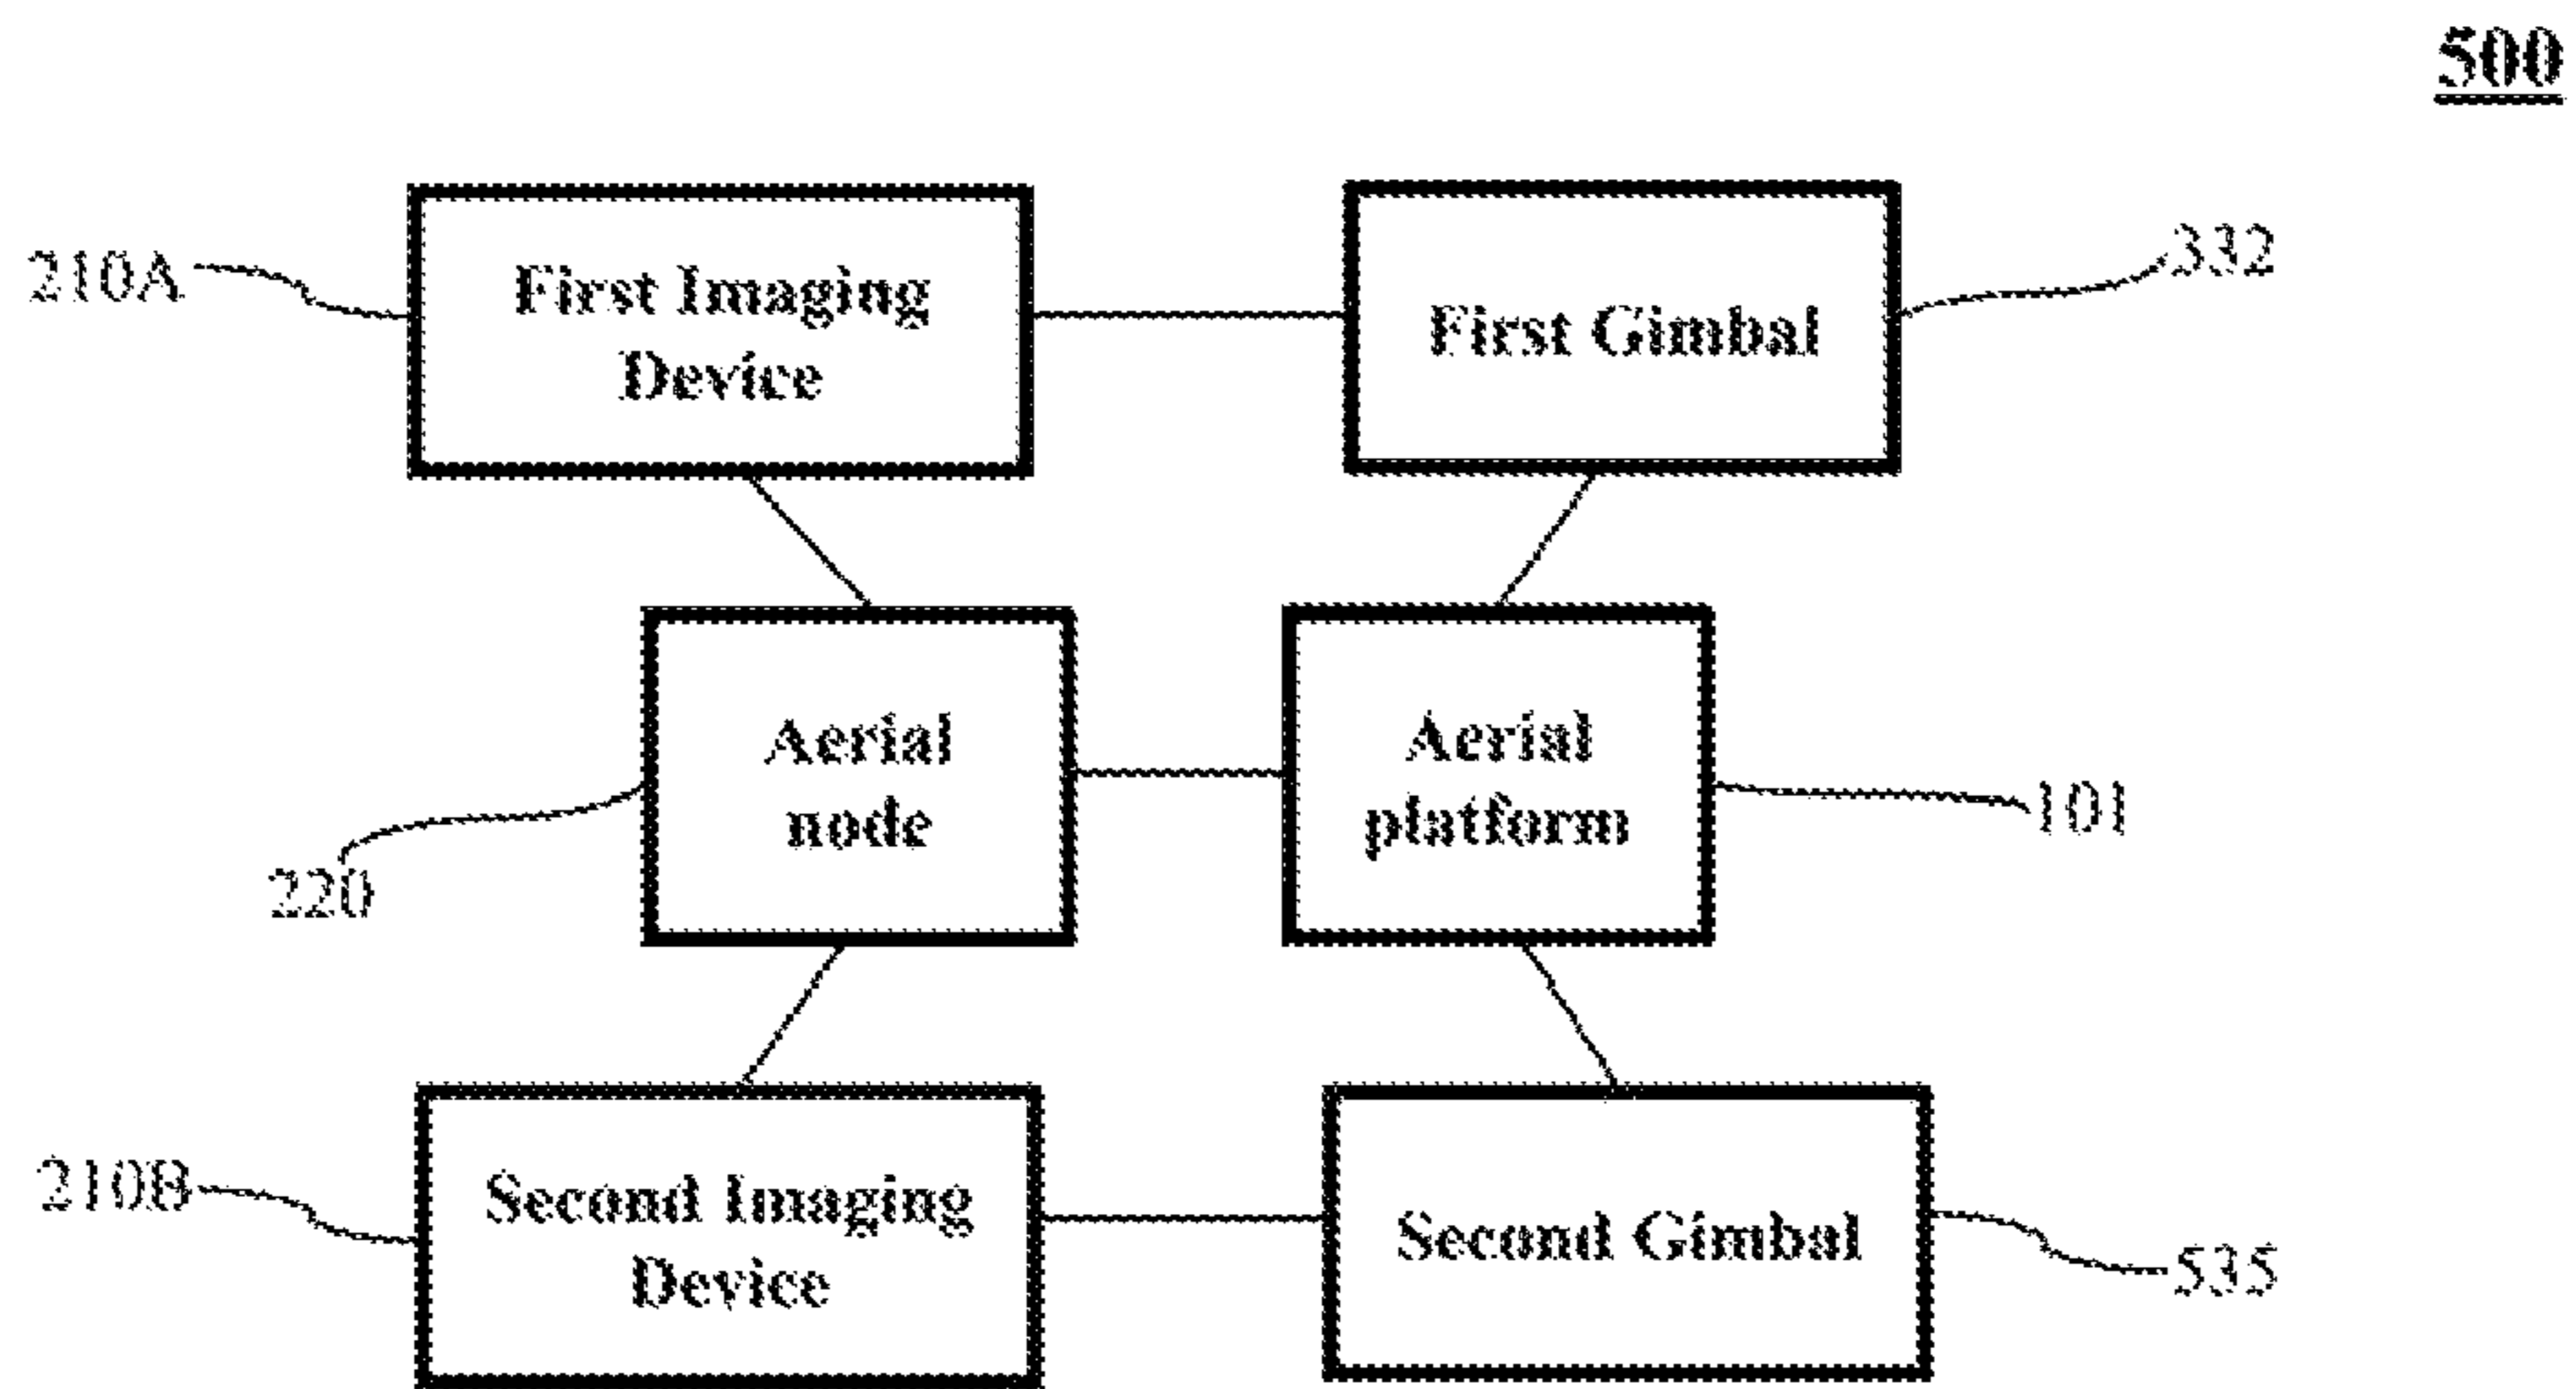 500
210A
First Imaging
Device
First Gimbal
332
Aerial
node
Aerial
platform
220
101
210B
Second Imaging
Device
Second Gimbal
535